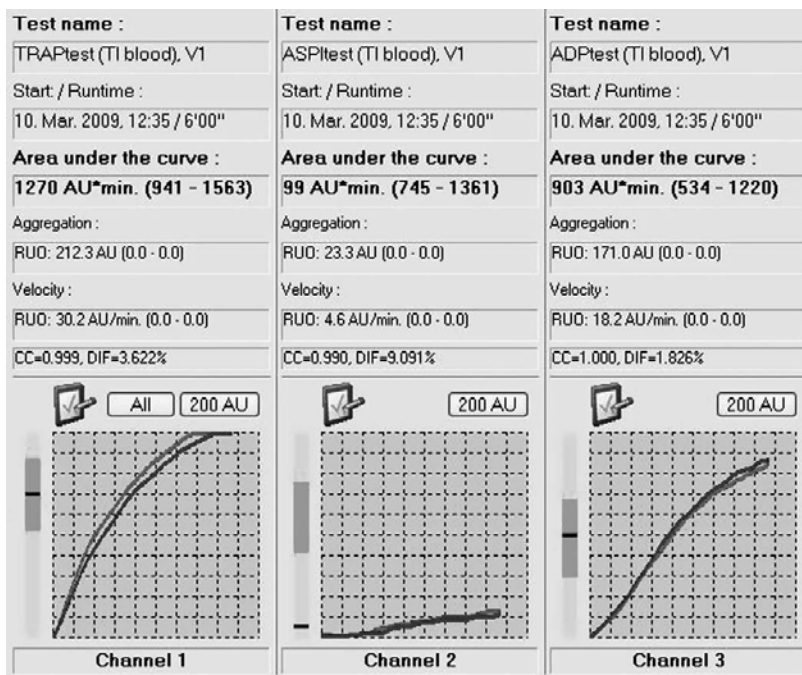 Test name :
TRAPtest (TI blood), V1
Start / Runtime :
10. Mar. 2009, 12:35 / 6'00"
Area under the curve :
1270 AU*min. (941 - 1563)
Aggregation :
RUO: 212.3 AU (0.0 - 0.0)
Velocity :
RUO: 30.2 AU/min. (0.0 - 0.0)
CC=0.999, DIF=3.622%
All
200 AU
Channel 1
Test name :
ASPItest (TI blood), V1
Start / Runtime :
10. Mar. 2009, 12:35 / 6'00"
Area under the curve :
99 AU*min. (745 - 1361)
Aggregation :
RUO: 23.3 AU (0.0 - 0.0)
Velocity :
RUO: 4.6 AU/min. (0.0 - 0.0)
CC=0.990, DIF=9.091%
200 AU
Channel 2
Test name :
ADPtest (TI blood), V1
Start / Runtime :
10. Mar. 2009, 12:35 / 6'00"
Area under the curve :
903 AU*min. (534 - 1220)
Aggregation :
RUO: 171.0 AU (0.0 - 0.0)
Velocity :
RUO: 18.2 AU/min. (0.0 - 0.0)
CC=1.000, DIF=1.826%
200 AU
Channel 3